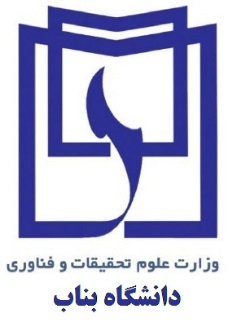 وزارت علوم تحقیقات و فناوری
دانشگاه بناب